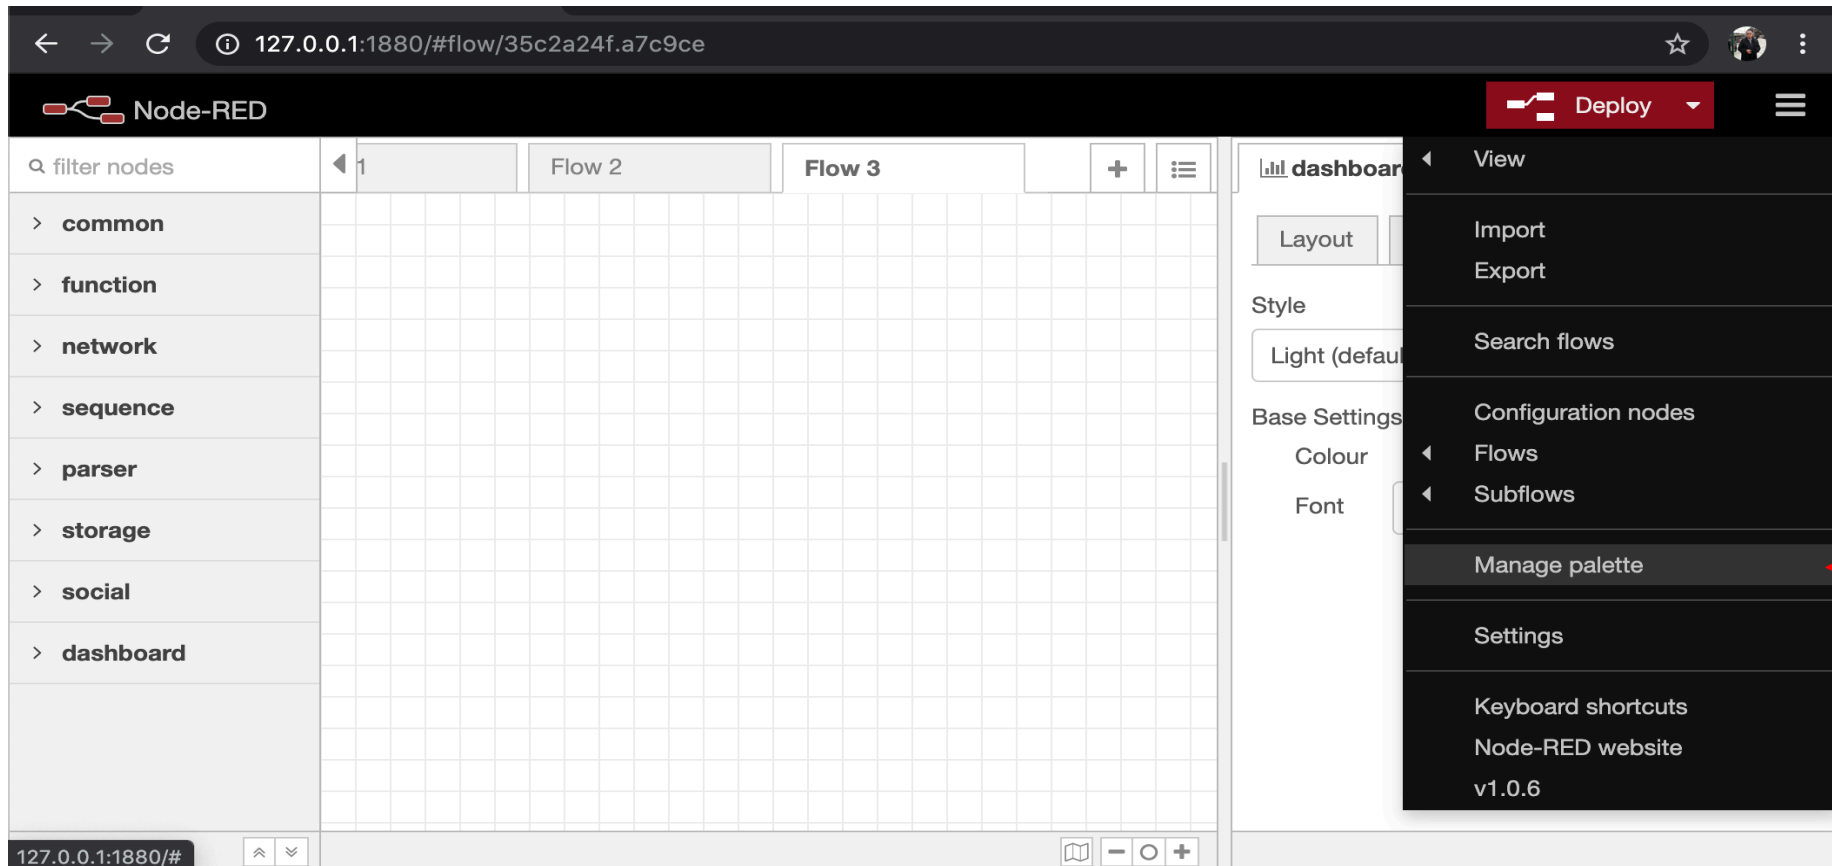 127.0.0.1:1880/#flow/35c2a24f.a7c9ce
Node-RED
Deploy
filter nodes
1
Flow 2
Flow 3
dashboar
common
function
network
sequence
parser
storage
social
dashboard
Layout
Style
Light (defaul
Base Settings
Colour
Font
View
Import
Export
Search flows
Configuration nodes
Flows
Subflows
Manage palette
Settings
Keyboard shortcuts
Node-RED website
v1.0.6
127.0.0.1:1880/#